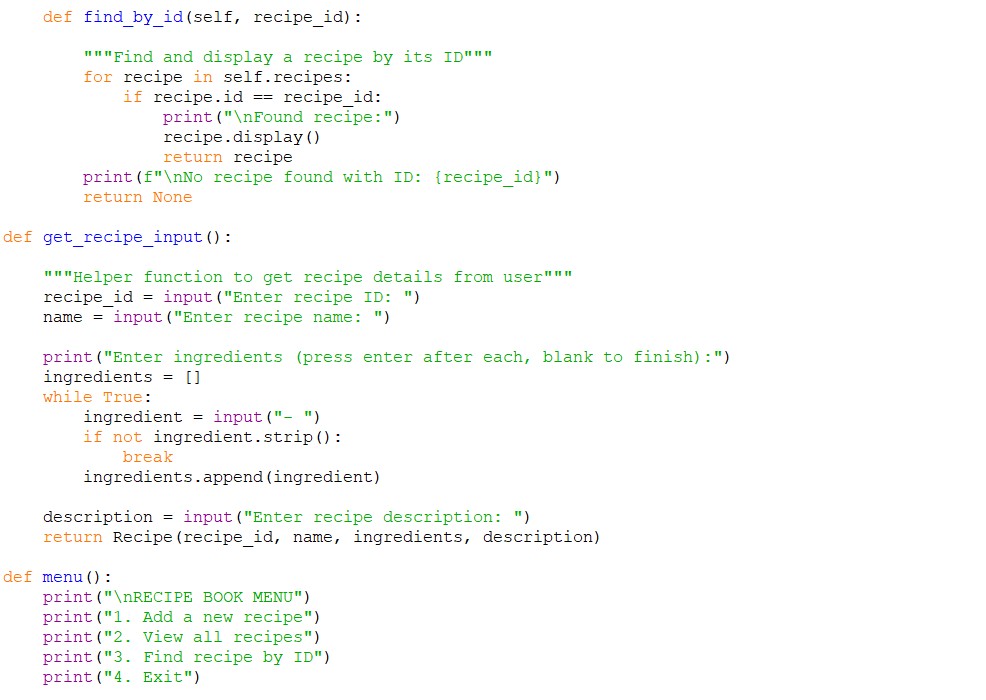 def find_by_id(self, recipe_id):

        """Find and display a recipe by its ID"""
        for recipe in self.recipes:
            if recipe.id == recipe_id:
                print("\nFound recipe:")
                recipe.display()
                return recipe
        print(f"\nNo recipe found with ID: {recipe_id}")
        return None

def get_recipe_input():

    """Helper function to get recipe details from user"""
    recipe_id = input("Enter recipe ID: ")
    name = input("Enter recipe name: ")

    print("Enter ingredients (press enter after each, blank to finish):")
    ingredients = []
    while True:
        ingredient = input("- ")
        if not ingredient.strip():
            break
        ingredients.append(ingredient)

    description = input("Enter recipe description: ")
    return Recipe(recipe_id, name, ingredients, description)

def menu():
    print("\nRECIPE BOOK MENU")
    print("1. Add a new recipe")
    print("2. View all recipes")
    print("3. Find recipe by ID")
    print("4. Exit")